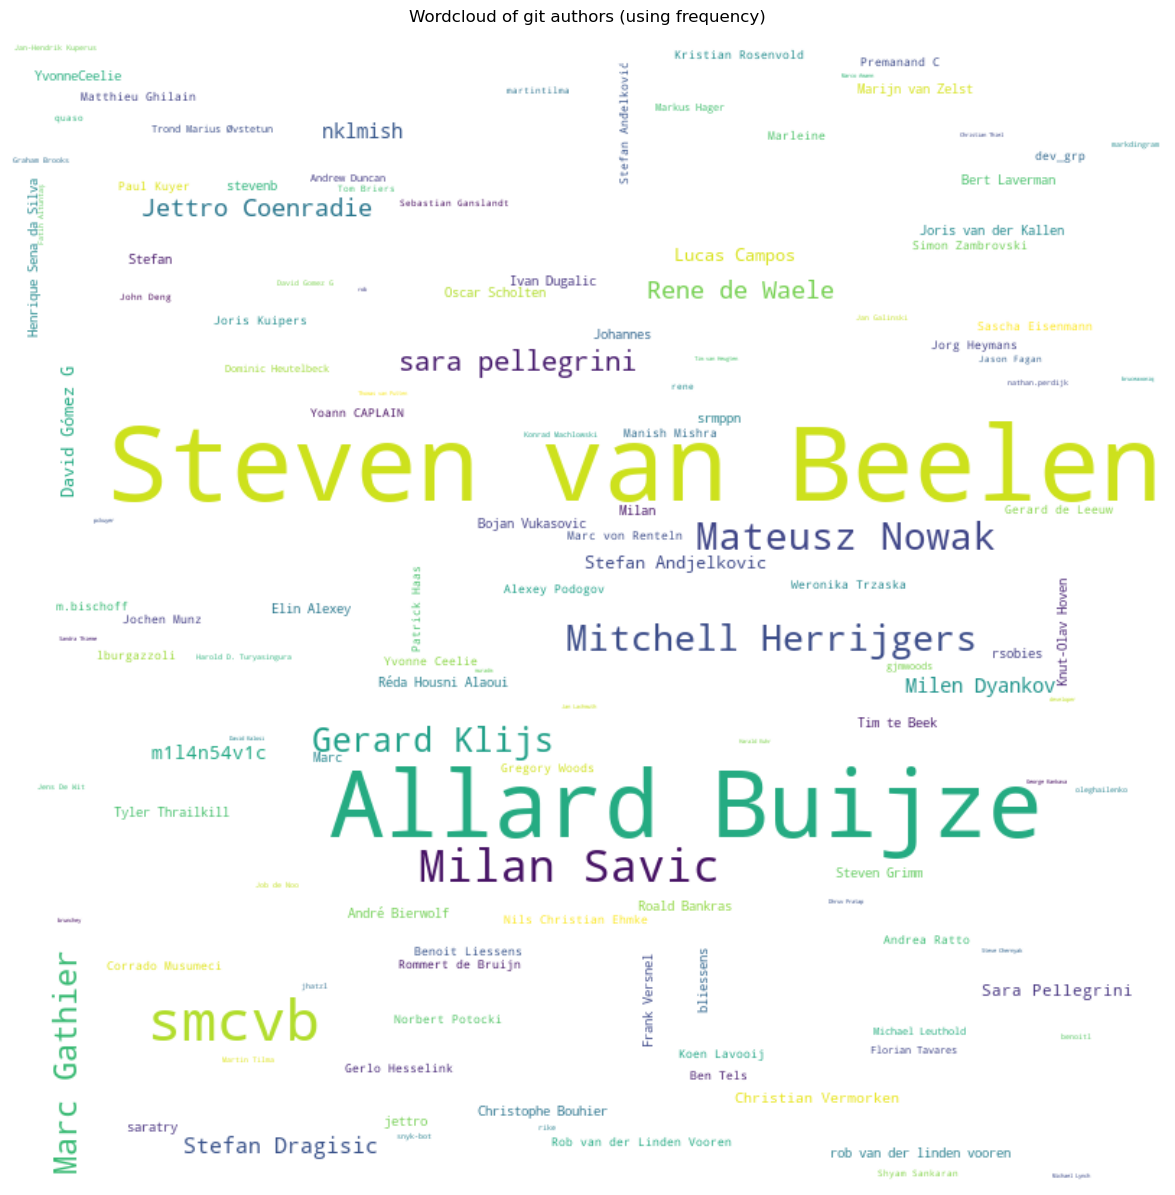 Wordcloud of git authors (using frequency)
Jan-Hendrik Kuperus
YvonneCeelie
Matthieu Ghilain
quaso
Trond Marius Øvstetun
nklmish
martintilma
Kristian Rosenvold
Premanand C
Marijn van Zelst
Stefan Andelković
Markus Hager
Marleine
markdingram
dev_grp
Graham Brooks
Andrew Duncan
Paul Kuyer
stevenb
Tom Briers
Sebastian Ganslandt
Bert Laverman
Henrique Sena da Silva
Jettro Coenradie
Joris van der Kallen
Simon Zambrovski
Stefan
Lucas Campos
David Gomez G
Ivan Dugalic
Oscar Scholten
Rene de Waele
John Deng
Joris Kuipers
Jan Galinski
Sascha Eisenmann
Johannes
Jorg Heymans
Jason Fagan
sara pellegrini
Dominic Heutelbeck
nathan.perdijk
rene
David Gómez G
Yoann CAPLAIN
srmppn
Konrad Wachlowski
Manish Mishra
Steven van Beelen
Milan
Gerard de Leeuw
Bojan Vukasovic
Marc von Renteln
Mateusz Nowak
Stefan Andjelkovic
Patrick Haas
Alexey Podogov
Weronika Trzaska
Knut-Olav Hoven
m.bischoff
Elin Alexey
Jochen Munz
Mitchell Herrijgers
lburgazzoli
Harold D. Turyasingura
Yvonne Ceelie
rsobies
gjnwoods
Réda Housni Alaoui
Milen Dyankov
Tim te Beek
Gerard Klijs
m1l4n54v1c
Marc
Gregory Woods
Jens De Wit
oleghailenko
Tyler Thrailkill
Allard Buijze
Milan Savic
Steven Grimm
Job de Noo
Roald Bankras
André Bierwolf
Nils Christian Ehmke
Andrea Ratto
Benoit Liessens
Rommert de Bruijn
Corrado Musumeci
Marc Gathier
Frank Versnel
bliessens
jhatzl
Sara Pellegrini
smcvb
Norbert Potocki
Michael Leuthold
benoitl
Florian Tavares
Martin Tilma
Koen Lavooij
Gerlo Hesselink
Ben Tels
Christian Vermorken
Christophe Bouhier
jettro
saratry
rike
snyk-bot
Stefan Dragisic
Rob van der Linden Vooren
rob van der linden vooren
Shyam Sankaran
Michael Lynch